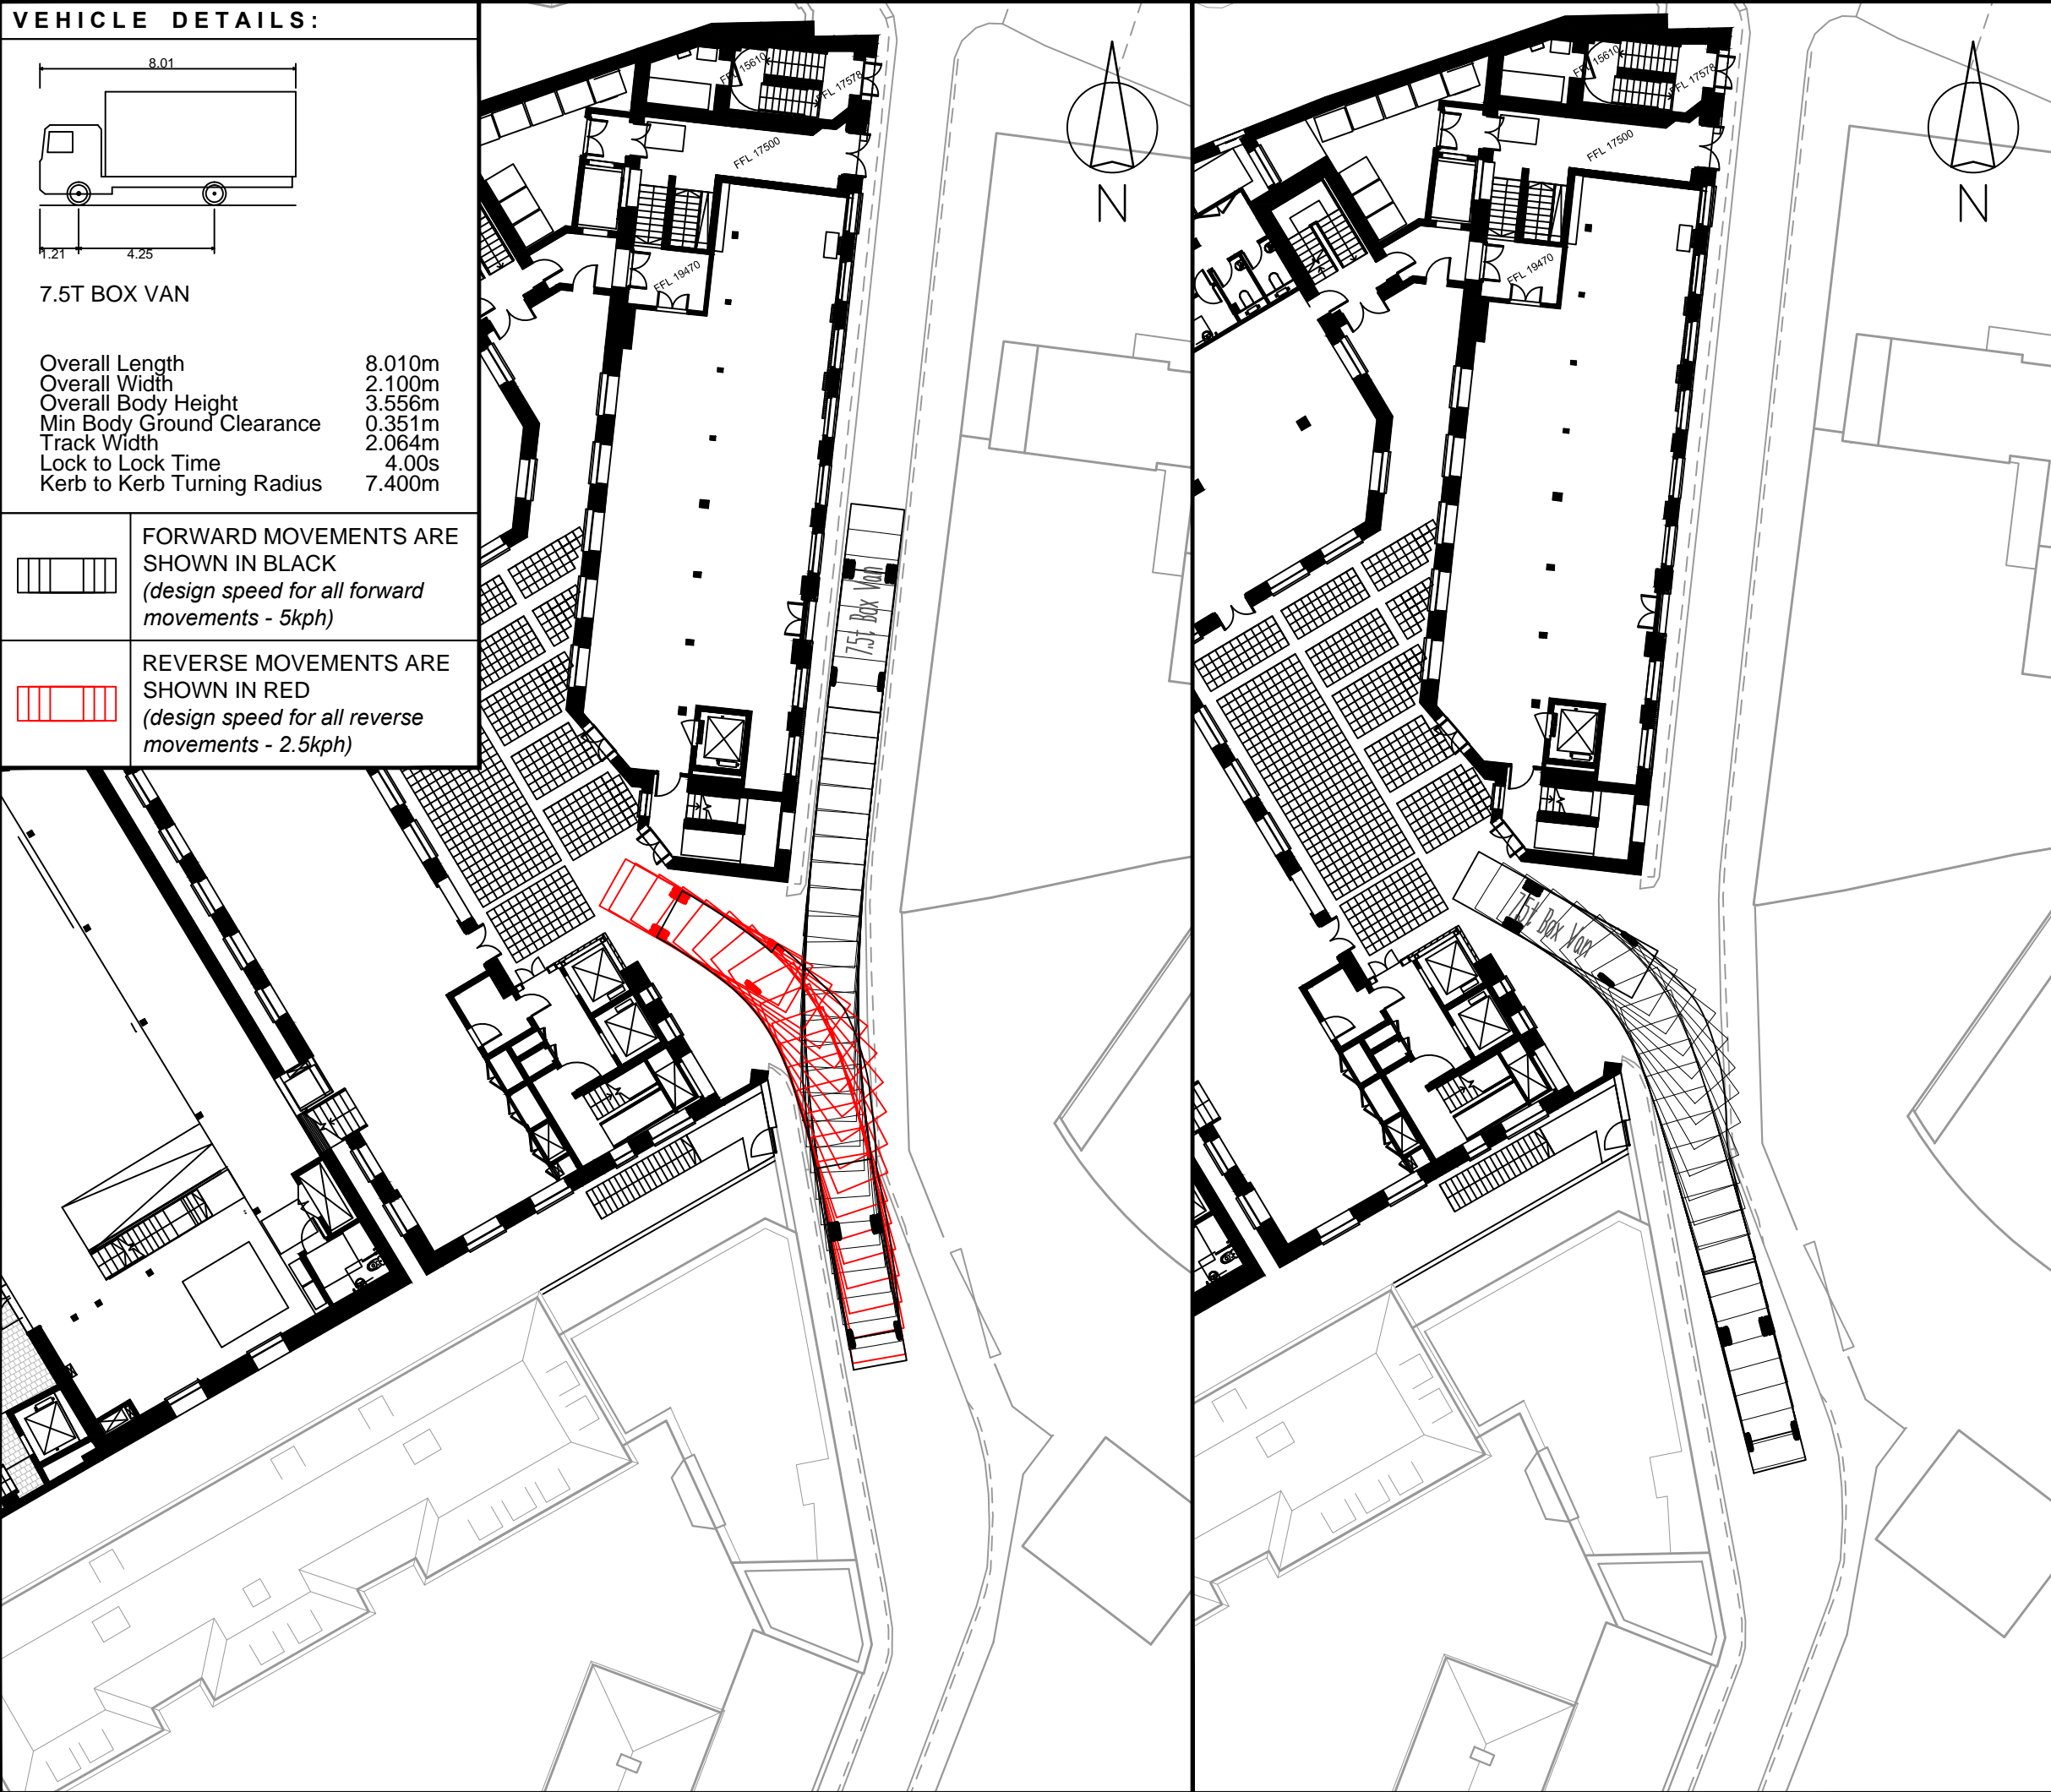 VEHICLE DETAILS:
8.01
1.21
4.25
7.5T BOX VAN
Overall Length 8.010m
Overall Width 2.100m
Overall Body Height 3.556m
Min Body Ground Clearance 0.351m
Track Width 2.064m
Lock to Lock Time 4.00s
Kerb to Kerb Turning Radius 7.400m
FORWARD MOVEMENTS ARE
SHOWN IN BLACK
(design speed for all forward
movements - 5kph)
REVERSE MOVEMENTS ARE
SHOWN IN RED
(design speed for all reverse
movements - 2.5kph)
FFL 15610
FFL 17578
FFL 17500
FFL 19470
N
7.5t Box Van
FFL 15610
FFL 17578
FFL 17500
FFL 19470
N
7.5t Box Van